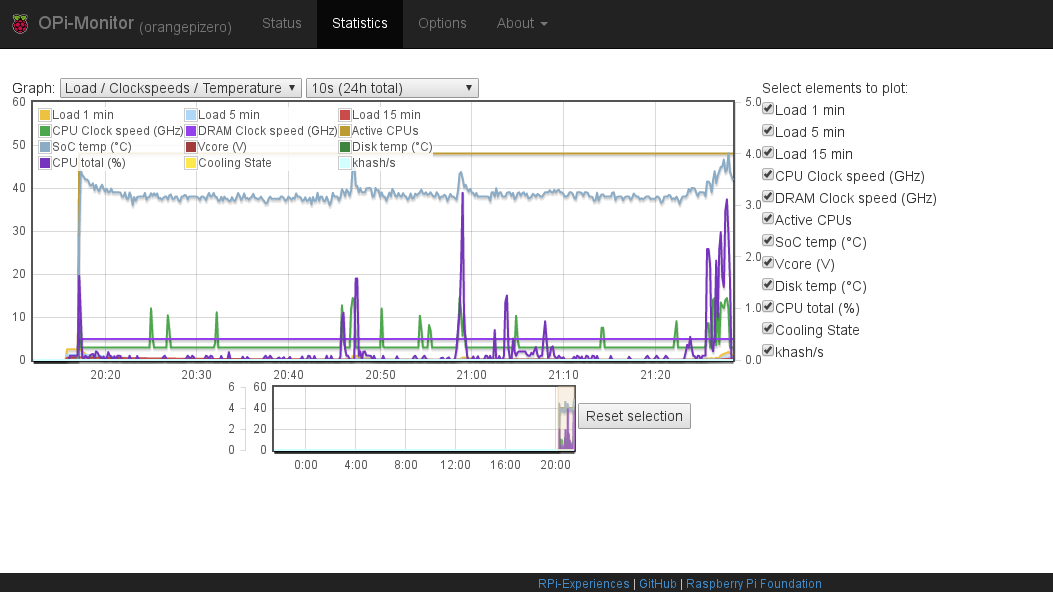 OPi-Monitor (orangepizero) Status Statistics Options About
Graph: Load / Clockspeeds / Temperature 10s (24h total) Select elements to plot:
60 5.0
50 4.0
40 3.0
30 2.0
20 1.0
10 0.0
0
Load 1 min Load 5 min Load 15 min
CPU Clock speed (GHz) DRAM Clock speed (GHz) Active CPUs
SoC temp (°C) Vcore (V) Disk temp (°C)
CPU total (%) Cooling State khash/s
20:20 20:30 20:40 20:50 21:00 21:10 21:20
Load 1 min
Load 5 min
Load 15 min
CPU Clock speed (GHz)
DRAM Clock speed (GHz)
Active CPUs
SoC temp (°C)
Vcore (V)
Disk temp (°C)
CPU total (%)
Cooling State
khash/s
6 60
4 40
2 20
0 0
0:00 4:00 8:00 12:00 16:00 20:00
Reset selection
RPi-Experiences | GitHub | Raspberry Pi Foundation